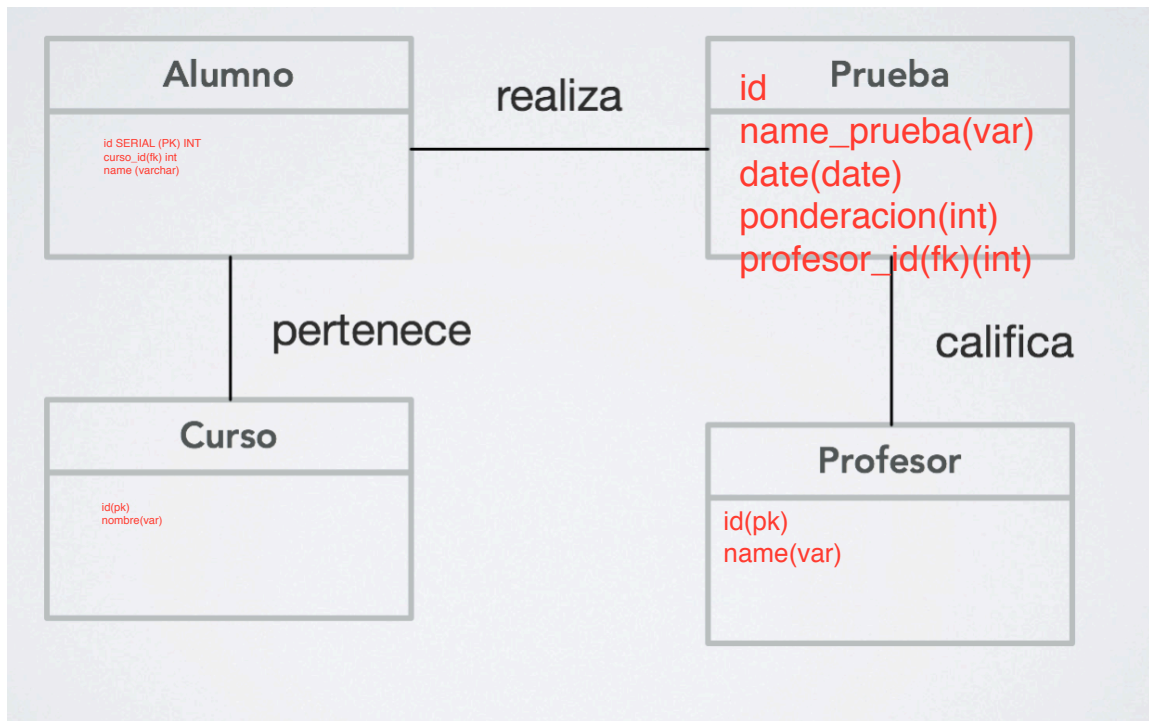 Alumno
id SERIAL (PK) INT
curso_id(fk) int
name (varchar)
realiza
Prueba
id
name_prueba(var)
date(date)
ponderacion(int)
profesor_id(fk)(int)
pertenece
califica
Curso
id(pk)
nombre(var)
Profesor
id(pk)
name(var)